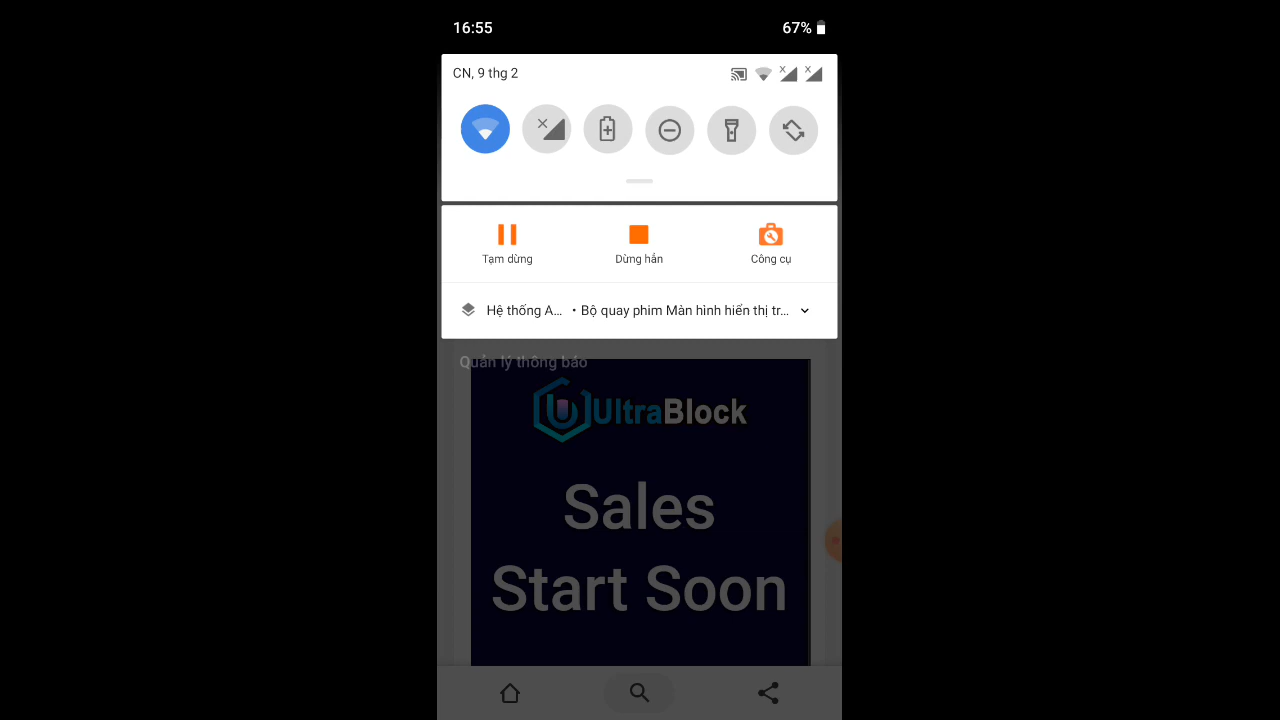 16:55
67%
CN, 9 thg 2
Tạm dừng
Dừng hẳn
Công cụ
Hệ thống A… • Bộ quay phim Màn hình hiển thị tr…
Quản lý thông báo
UltraBlock
Sales
Start Soon